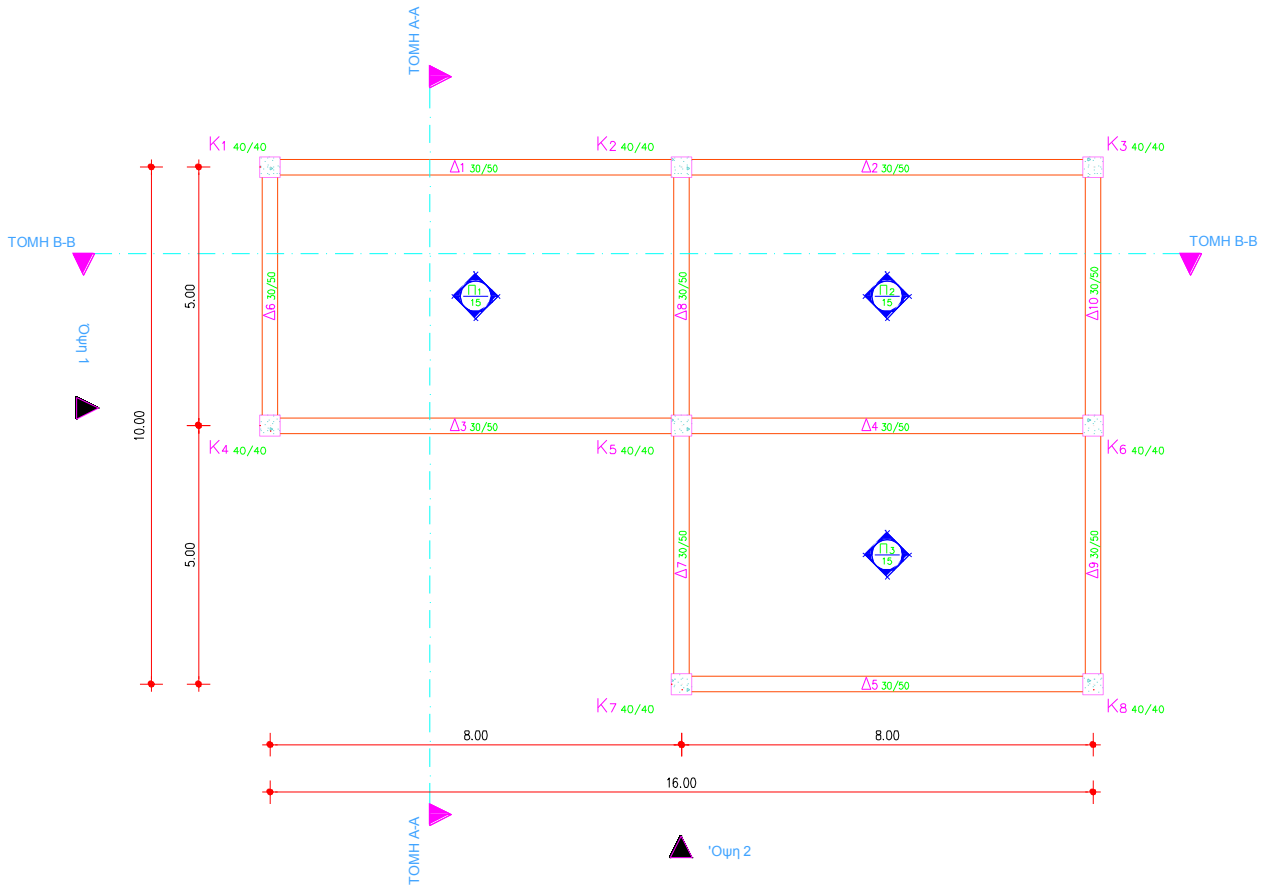 ΤΟΜΗ Α-Α
K1 40/40
K2 40/40
K3 40/40
Δ1 30/50
Δ2 30/50
ΤΟΜΗ Β-Β
ΤΟΜΗ Β-Β
5.00
Δ6 30/50
Π1
15
Δ8 30/50
Π2
15
Δ10 30/50
Όψη 1
10.00
Δ3 30/50
Δ4 30/50
K4 40/40
K5 40/40
K6 40/40
5.00
Δ7 30/50
Π3
15
Δ9 30/50
Δ5 30/50
K7 40/40
K8 40/40
8.00
8.00
16.00
ΤΟΜΗ Α-Α
'Οψη 2